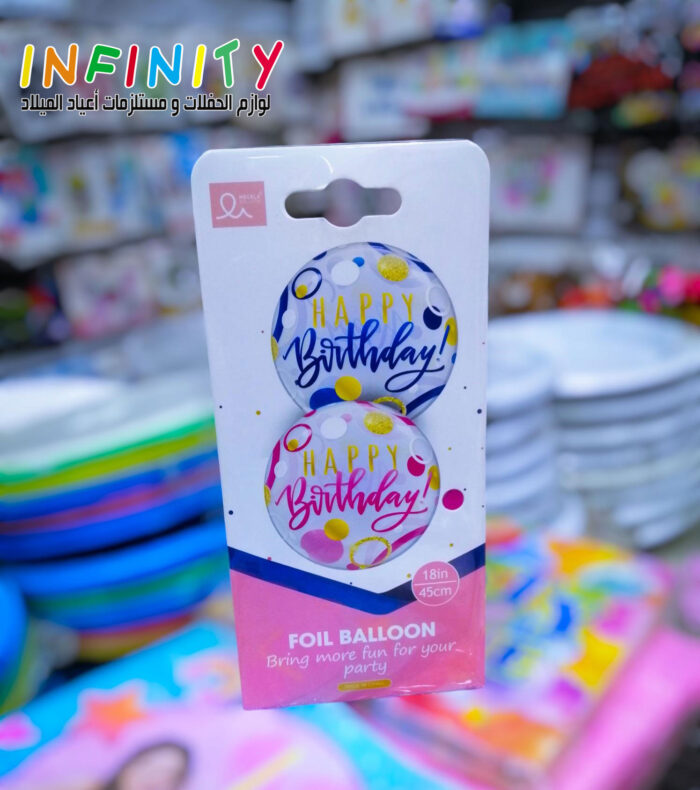 INFINITY
لوازم الحفلات و مستلزمات أعياد الميلاد
HAPPY
Birthday!
HAPPY
Birthday!
18in
45cm
FOIL BALLOON
Bring more fun for your
party